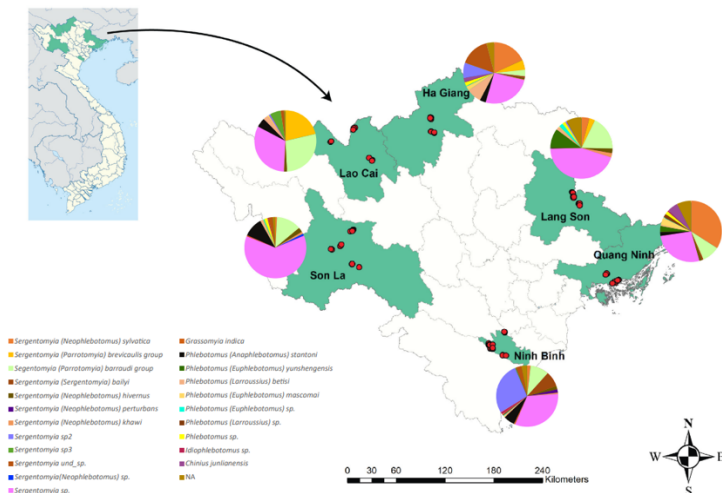 Ha Giang
Lao Cai
Lang Son
Quang Ninh
Son La
Ninh Binh
Sergentomyia (Neophlebotomus) sylvatica
Sergentomyia (Parrotomyia) brevicaulis group
Sergentomyia (Parrotomyia) barraudi group
Sergentomyia (Sergentomyia) bailyi
Sergentomyia (Neophlebotomus) hivernus
Sergentomyia (Neophlebotomus) perturbans
Sergentomyia (Neophlebotomus) khawi
Sergentomyia sp2
Sergentomyia sp3
Sergentomyia und_sp.
Sergentomyia(Neophlebotomus) sp.
Sergentomyia sp.
Grossomyia indica
Phlebotomus (Anaphlebotomus) stantoni
Phlebotomus (Euphlebotomus) yunshengensis
Phlebotomus (Larroussius) betisi
Phlebotomus (Euphlebotomus) mascomai
Phlebotomus (Euphlebotomus) sp.
Phlebotomus (Larroussius) sp.
Phlebotomus sp.
Idiophlebotomus sp.
Chinius junlianensis
NA
N
W E
S
0 30 60 120 180 240
Kilometers